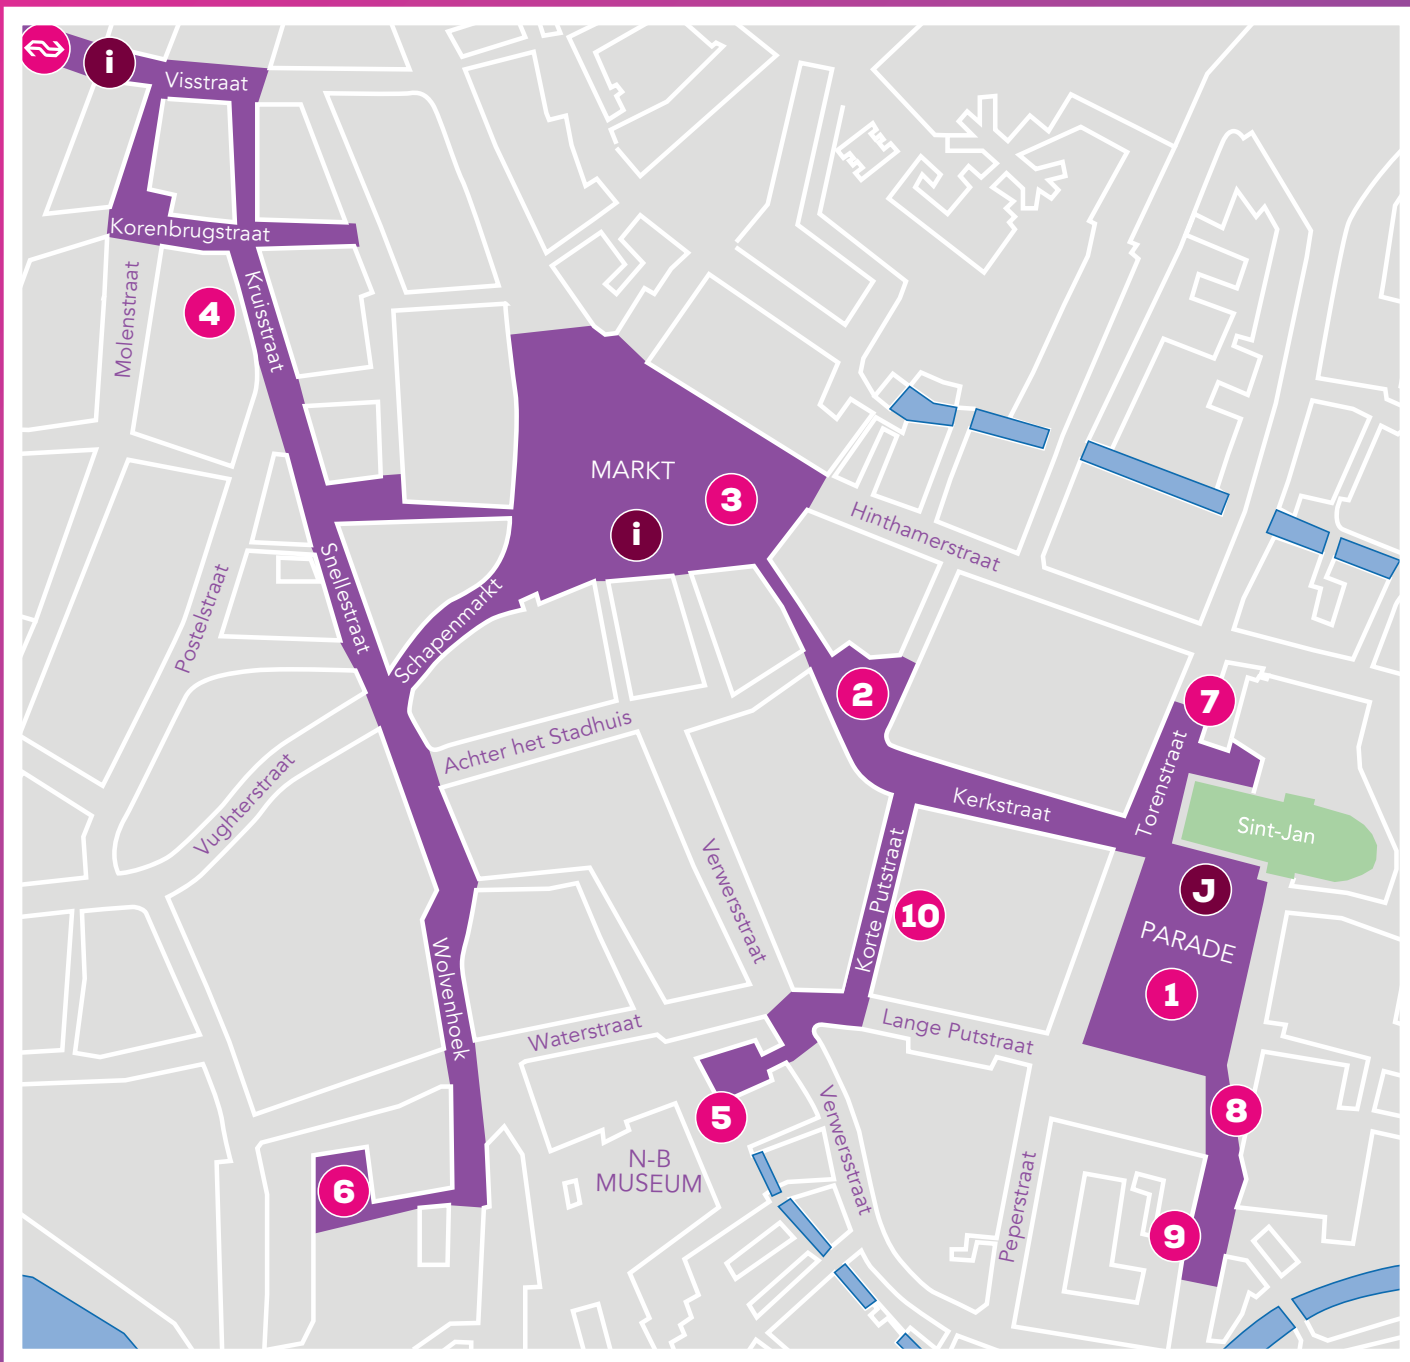 i
Visstraat
Korenbrugstraat
Molenstraat
4
Kruisstraat
MARKT
3
i
Hinthamerstraat
Snellestraat
Schapenmarkt
Postelstraat
2
7
Achter het Stadhuis
Torenstraat
Vughterstraat
Kerkstraat
Sint-Jan
Verwersstraat
Korte Putstraat
10
J
PARADE
1
Wolvenhoek
Waterstraat
Lange Putstraat
5
8
Verwersstraat
N-B
MUSEUM
6
Peperstraat
9